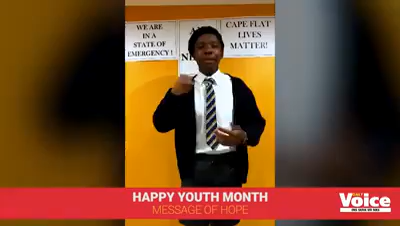 WE ARE
IN A
STATE OF
EMERGENCY!
CAPE FLAT
LIVES
MATTER!
HAPPY YOUTH MONTH
MESSAGE OF HOPE
Voice